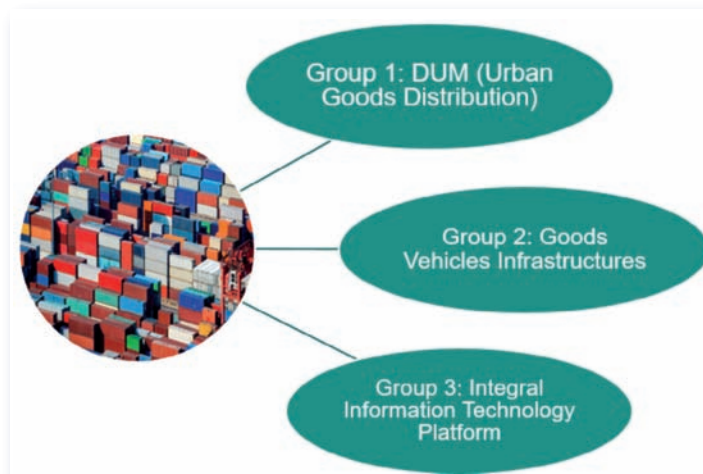 Group 1: DUM (Urban
Goods Distribution)
Group 2: Goods
Vehicles Infrastructures
Group 3: Integral
Information Technology
Platform